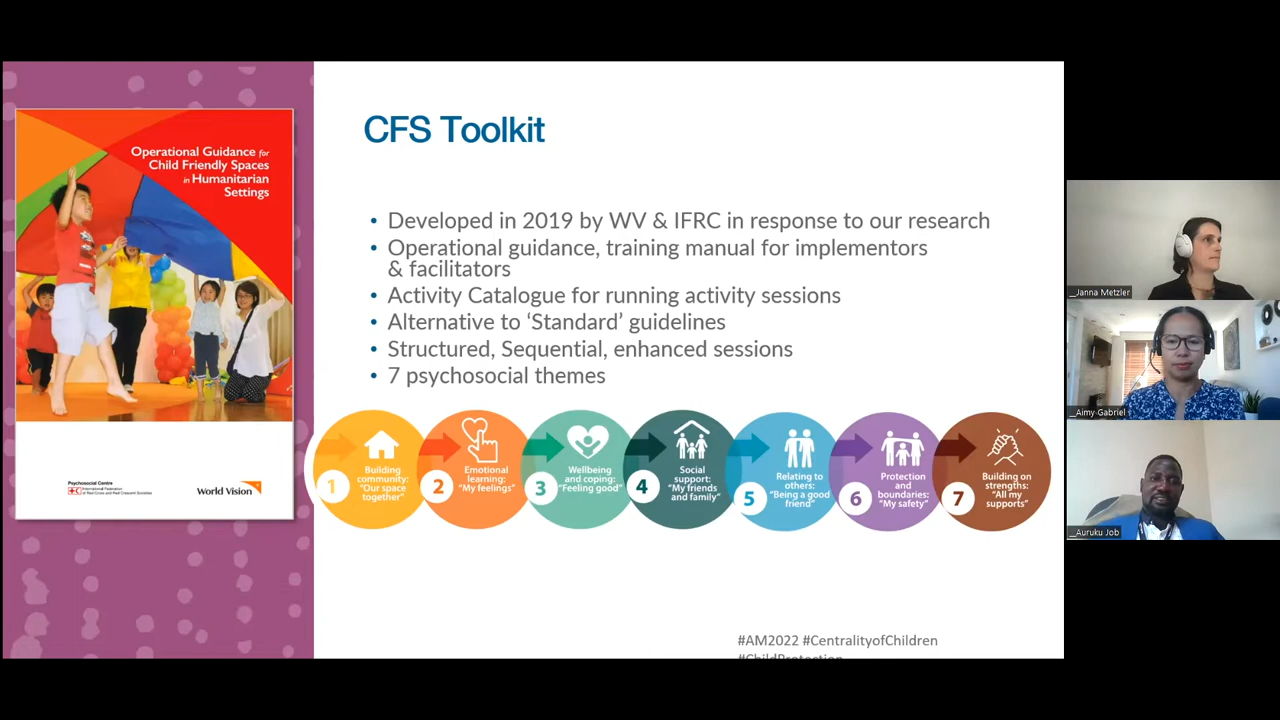 Operational Guidance for
Child Friendly Spaces
in Humanitarian
Settings
Psychosocial Centre
International Federation
of Red Cross and Red Crescent Societies
World Vision
CFS Toolkit
• Developed in 2019 by WV & IFRC in response to our research
• Operational guidance, training manual for implementors
& facilitators
• Activity Catalogue for running activity sessions
• Alternative to ‘Standard’ guidelines
• Structured, Sequential, enhanced sessions
• 7 psychosocial themes
1
Building
community:
“Our space
together”
2
Emotional
learning:
“My feelings”
3
Wellbeing
and coping:
“Feeling good”
4
Social
support:
“My friends
and family”
5
Relating to
others:
“Being a good
friend”
6
Protection
and
boundaries:
“My safety”
7
Building on
strengths:
“All my
supports”
#AM2022 #CentralityofChildren
#ChildProtection
__Janna Metzler
__Aimy Gabriel
__Auruku Job